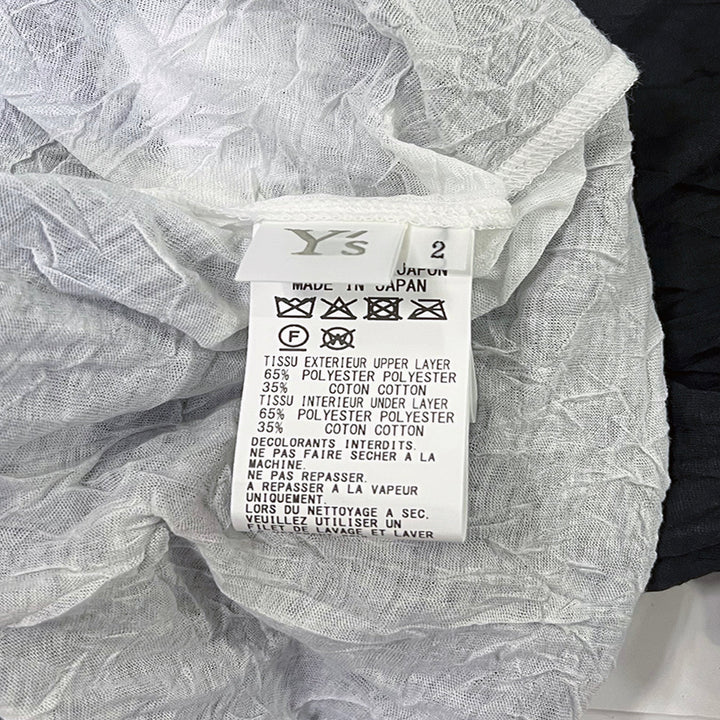 Y's
2
JAPON
MADE IN JAPAN
F
W
TISSU EXTERIEUR UPPER LAYER
65% POLYESTER POLYESTER
35% COTON COTTON
TISSU INTERIEUR UNDER LAYER
65% POLYESTER POLYESTER
35% COTON COTTON
DECOLORANTS INTERDITS.
NE PAS FAIRE SECHER A LA
MACHINE.
NE PAS REPASSER.
A REPASSER A LA VAPEUR
UNIQUEMENT.
LORS DU NETTOYAGE A SEC.
VEUILLEZ UTILISER UN
FILET DE LAVAGE ET LAVER